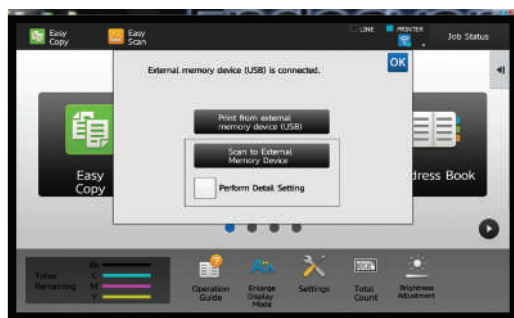 Easy
Copy
Easy
Scan
LINE
PRINTER
Job Status
External memory device (USB) is connected.
OK
Print from external
memory device (USB)
Scan to External
Memory Device
Perform Detail Setting
Easy
Copy
dress Book
Toner
Remaining
Bk
C
M
Y
Operation
Guide
Enlarge
Display
Mode
Settings
Total
Count
Brightness
Adjustment